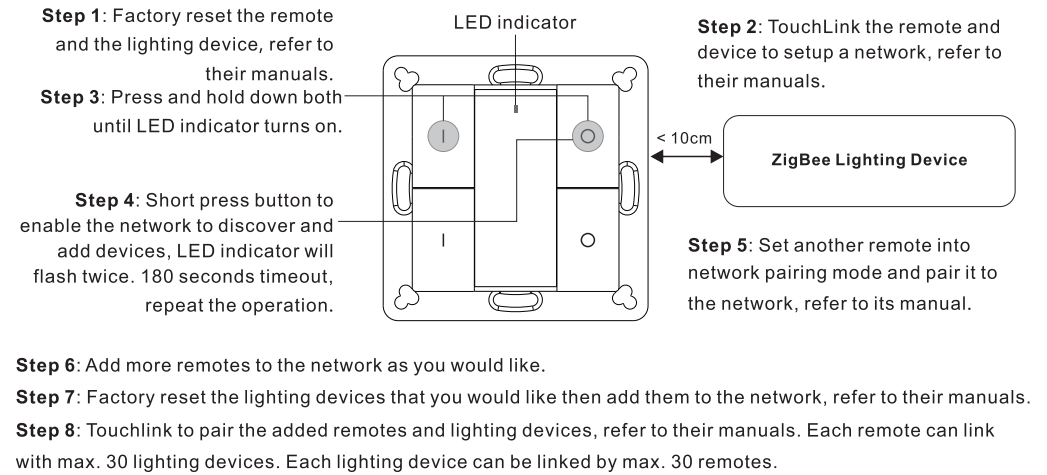 Step 1: Factory reset the remote
and the lighting device, refer to
their manuals.
LED indicator
Step 2: TouchLink the remote and
device to setup a network, refer to
their manuals.
Step 3: Press and hold down both
until LED indicator turns on.
< 10cm
ZigBee Lighting Device
Step 4: Short press button to
enable the network to discover and
add devices, LED indicator will
flash twice. 180 seconds timeout,
repeat the operation.
Step 5: Set another remote into
network pairing mode and pair it to
the network, refer to its manual.
I O
I O
Step 6: Add more remotes to the network as you would like.
Step 7: Factory reset the lighting devices that you would like then add them to the network, refer to their manuals.
Step 8: Touchlink to pair the added remotes and lighting devices, refer to their manuals. Each remote can link
with max. 30 lighting devices. Each lighting device can be linked by max. 30 remotes.